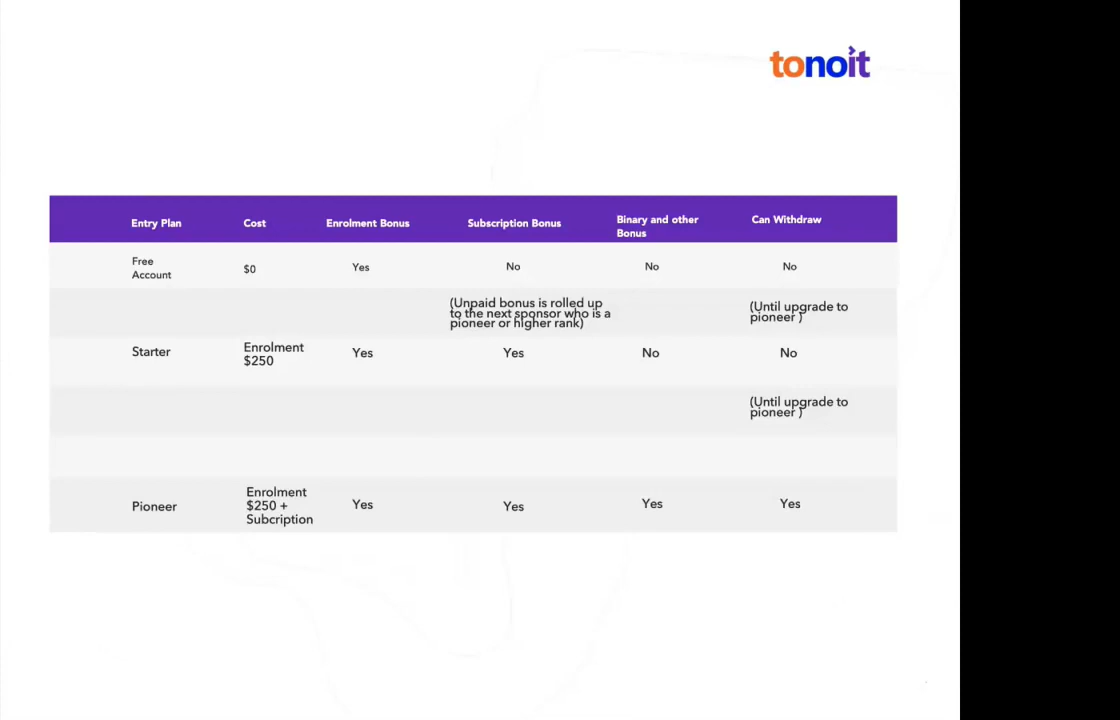 tonoit
Entry Plan
Cost
Enrolment Bonus
Subscription Bonus
Binary and other
Bonus
Can Withdraw
Free
Account
$0
Yes
No
No
No
(Unpaid bonus is rolled up
to the next sponsor who is a
pioneer or higher rank)
(Until upgrade to
pioneer )
Starter
Enrolment
$250
Yes
Yes
No
No
(Until upgrade to
pioneer )
Pioneer
Enrolment
$250 +
Subcription
Yes
Yes
Yes
Yes